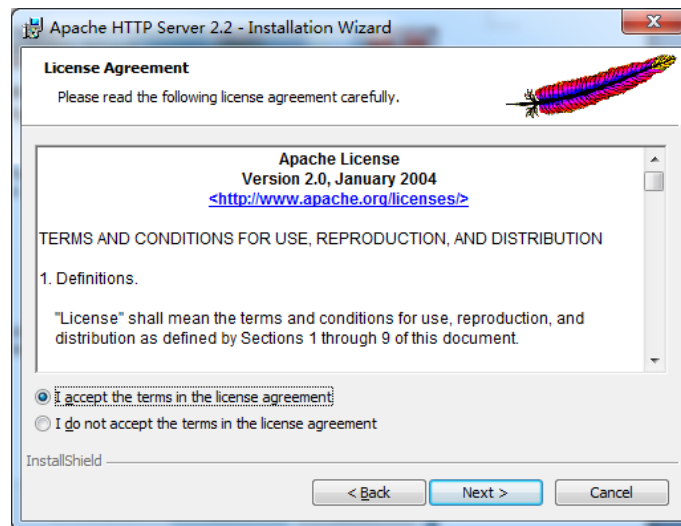 Apache HTTP Server 2.2 - Installation Wizard
License Agreement
Please read the following license agreement carefully.
Apache License
Version 2.0, January 2004
<http://www.apache.org/licenses/>
TERMS AND CONDITIONS FOR USE, REPRODUCTION, AND DISTRIBUTION
1. Definitions.
"License" shall mean the terms and conditions for use, reproduction, and
distribution as defined by Sections 1 through 9 of this document.
I accept the terms in the license agreement
I do not accept the terms in the license agreement
InstallShield
< Back
Next >
Cancel